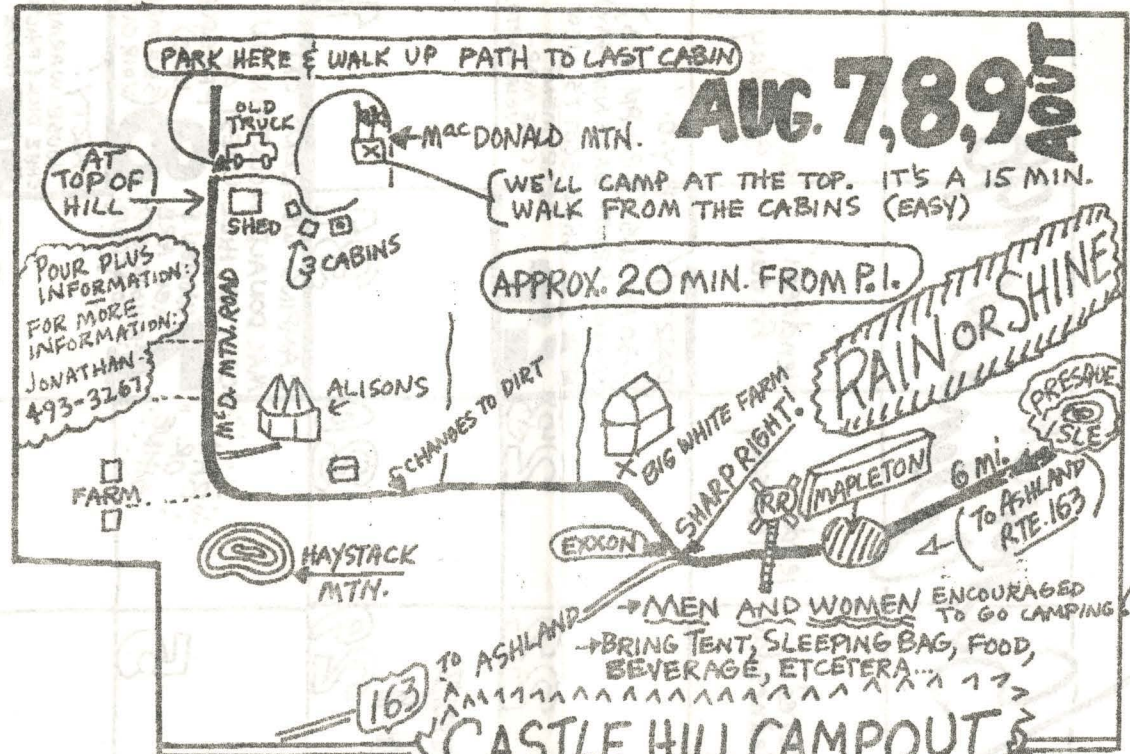 PARK HERE & WALK UP PATH TO LAST CABIN
AUG. 7,8,9
AOUT
OLD
TRUCK
MacDONALD MTN.
AT
TOP OF
HILL
WE'LL CAMP AT THE TOP. IT'S A 15 MIN.
WALK FROM THE CABINS (EASY)
SHED
3 CABINS
POUR PLUS
INFORMATION:
FOR MORE
INFORMATION:
JONATHAN-
493-3267
APPROX. 20 MIN. FROM P.I.
RAIN OR SHINE
McD. MTN. ROAD
ALISONS
CHANGES TO DIRT
BIG WHITE FARM
SHARP RIGHT!
PRESQUE
ISLE
6 MI.
MAPLETON
RR
(TO ASHLAND
RTE. 163)
FARM
EXXON
HAYSTACK
MTN.
→MEN AND WOMEN ENCOURAGED
TO GO CAMPING!
→BRING TENT, SLEEPING BAG, FOOD,
BEVERAGE, ETCETERA...
TO ASHLAND
163
CASTLE HILL CAMPOUT